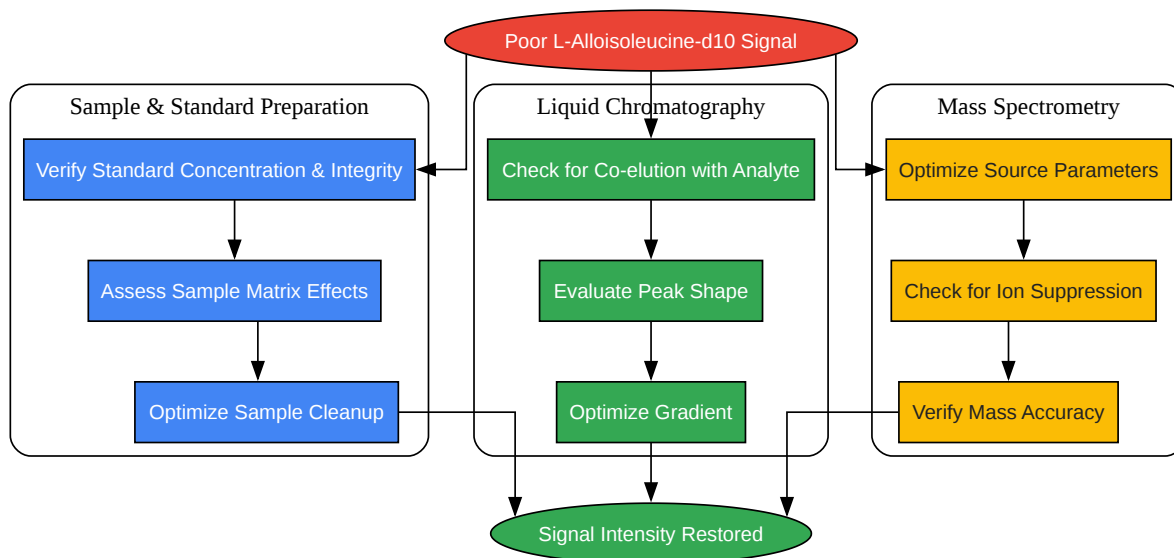 Poor L-Alloisoleucine-d10 Signal
Sample & Standard Preparation
Verify Standard Concentration & Integrity
Assess Sample Matrix Effects
Optimize Sample Cleanup
Liquid Chromatography
Check for Co-elution with Analyte
Evaluate Peak Shape
Optimize Gradient
Mass Spectrometry
Optimize Source Parameters
Check for Ion Suppression
Verify Mass Accuracy
Signal Intensity Restored